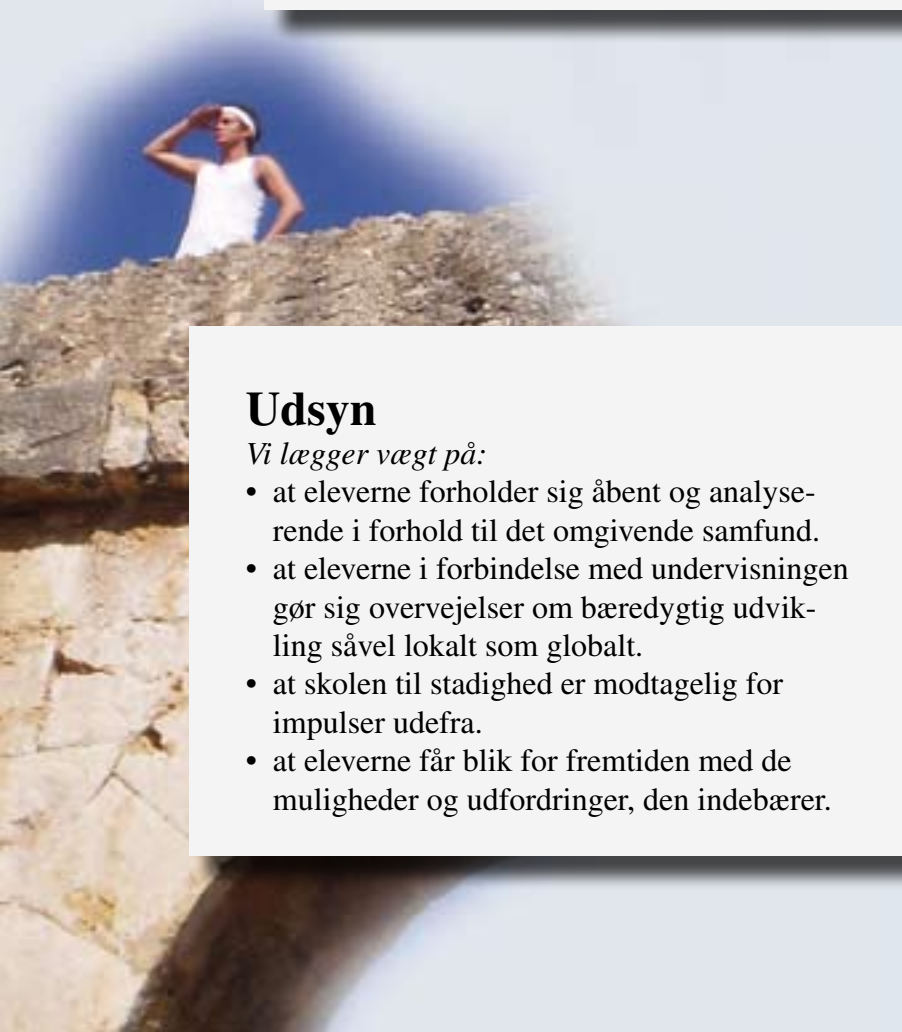 Udsyn
Vi lægger vægt på:
• at eleverne forholder sig åbent og analyse-
rende i forhold til det omgivende samfund.
• at eleverne i forbindelse med undervisningen
gør sig overvejelser om bæredygtig udvik-
ling såvel lokalt som globalt.
• at skolen til stadighed er modtagelig for
impulser udefra.
• at eleverne får blik for fremtiden med de
muligheder og udfordringer, den indebærer.